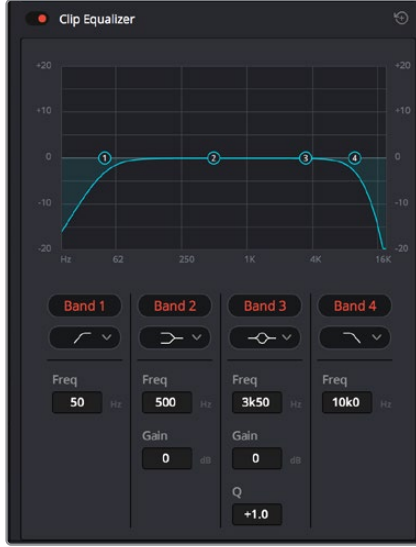 Clip Equalizer
+20 +20
+10 +10
0 1 2 3 4 0
-10 -10
-20 -20
Hz 62 250 1K 4K 16K
Band 1 Band 2 Band 3 Band 4
Freq Freq Freq Freq
50 Hz 500 Hz 3k50 Hz 10k0 Hz
Gain Gain
0 dB 0 dB
Q
+1.0